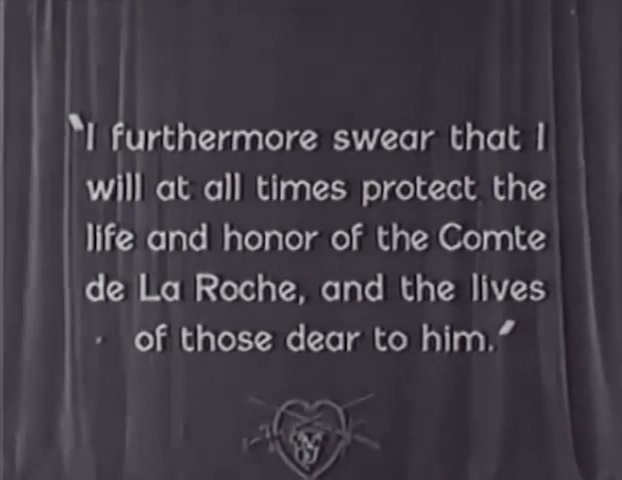 'I furthermore swear that I
will at all times protect the
life and honor of the Comte
de La Roche, and the lives
of those dear to him.'